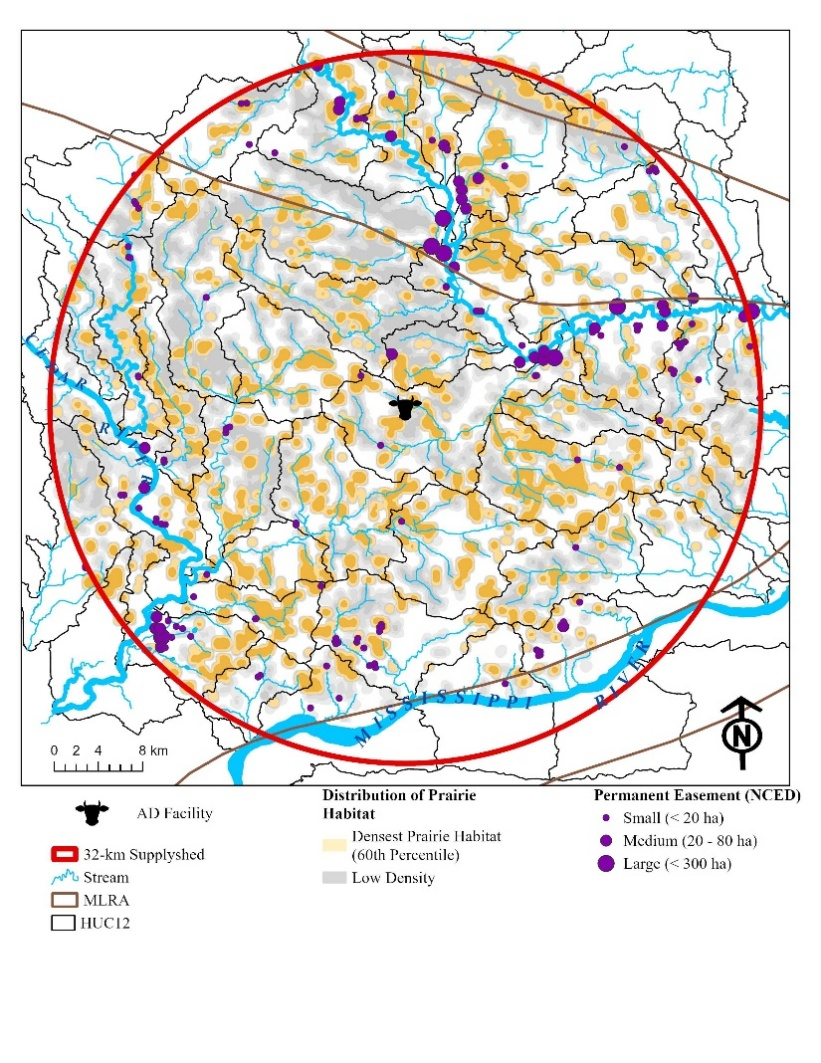 CEDAR
RIVER
MISSISSIPPI
RIVER
N
0 2 4 8 km
AD Facility
32-km Supplyshed
Stream
MLRA
HUC12
Distribution of Prairie
Habitat
Densest Prairie Habitat
(60th Percentile)
Low Density
Permanent Easement (NCED)
Small (< 20 ha)
Medium (20 - 80 ha)
Large (< 300 ha)